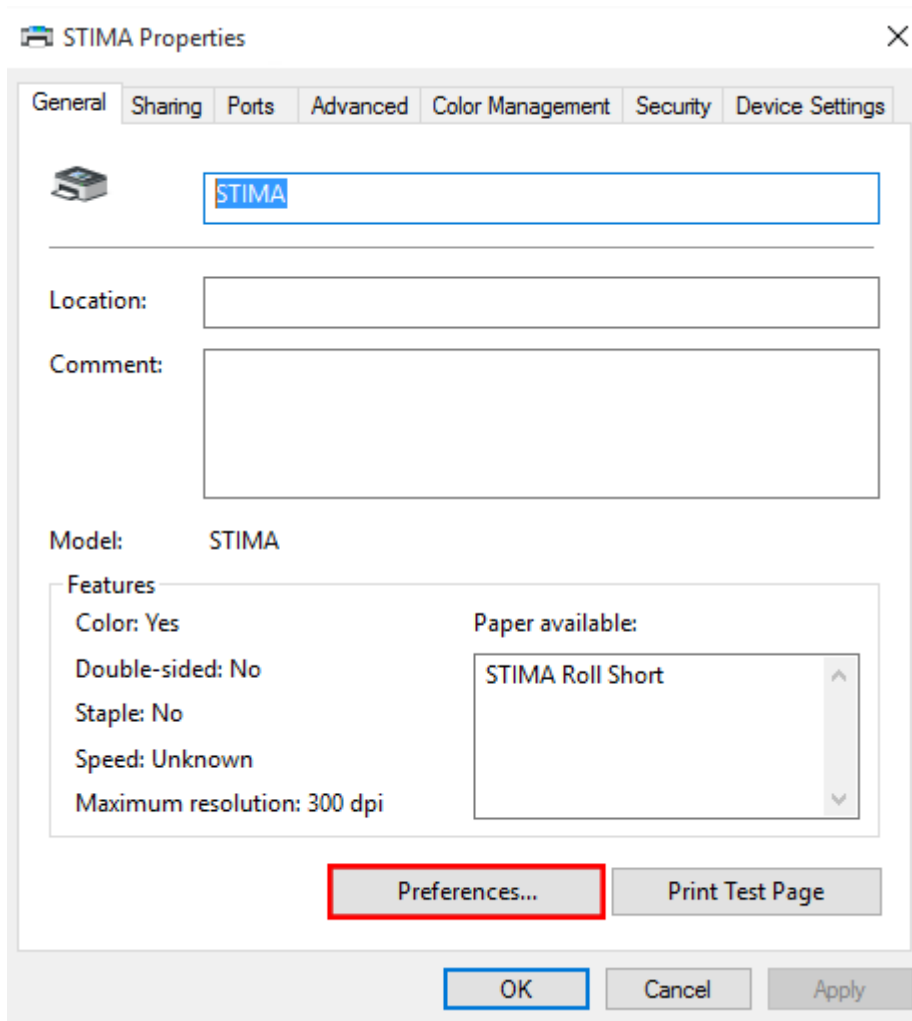 STIMA Properties
General Sharing Ports Advanced Color Management Security Device Settings
STIMA
Location:
Comment:
Model: STIMA
Features
Color: Yes
Double-sided: No
Staple: No
Speed: Unknown
Maximum resolution: 300 dpi
Paper available:
STIMA Roll Short
Preferences... Print Test Page
OK Cancel Apply